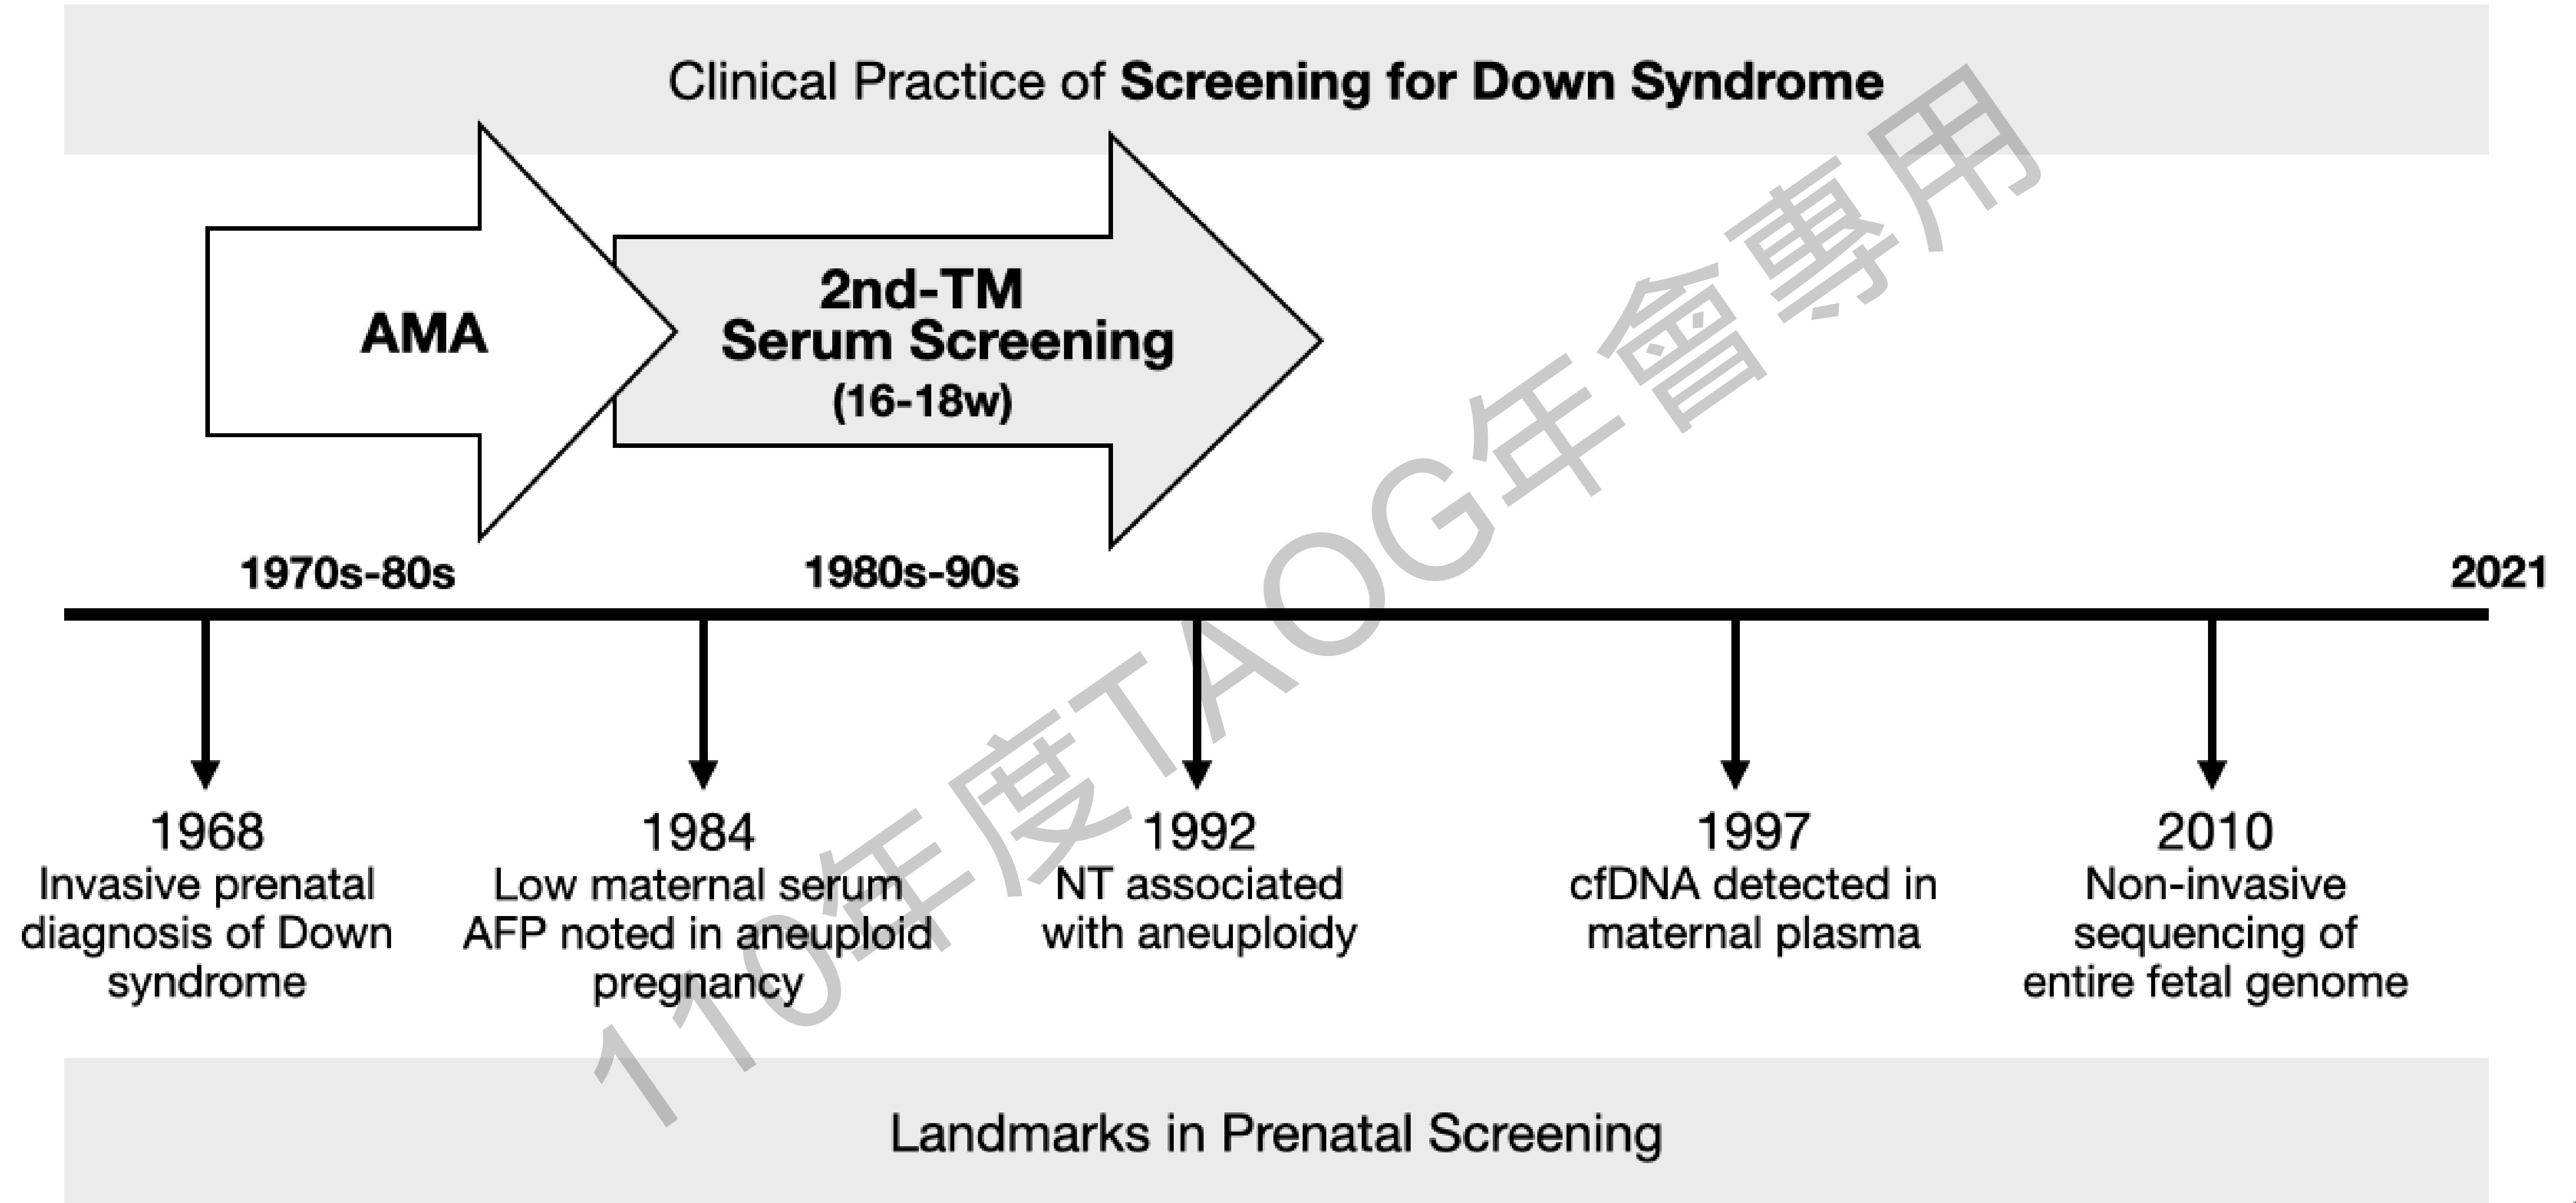 Clinical Practice of Screening for Down Syndrome
AMA
2nd-TM
Serum Screening
(16-18w)
1970s-80s
1980s-90s
2021
1968
Invasive prenatal
diagnosis of Down
syndrome
1984
Low maternal serum
AFP noted in aneuploid
pregnancy
1992
NT associated
with aneuploidy
1997
cfDNA detected in
maternal plasma
2010
Non-invasive
sequencing of
entire fetal genome
Landmarks in Prenatal Screening
110年度TAOG年會專用